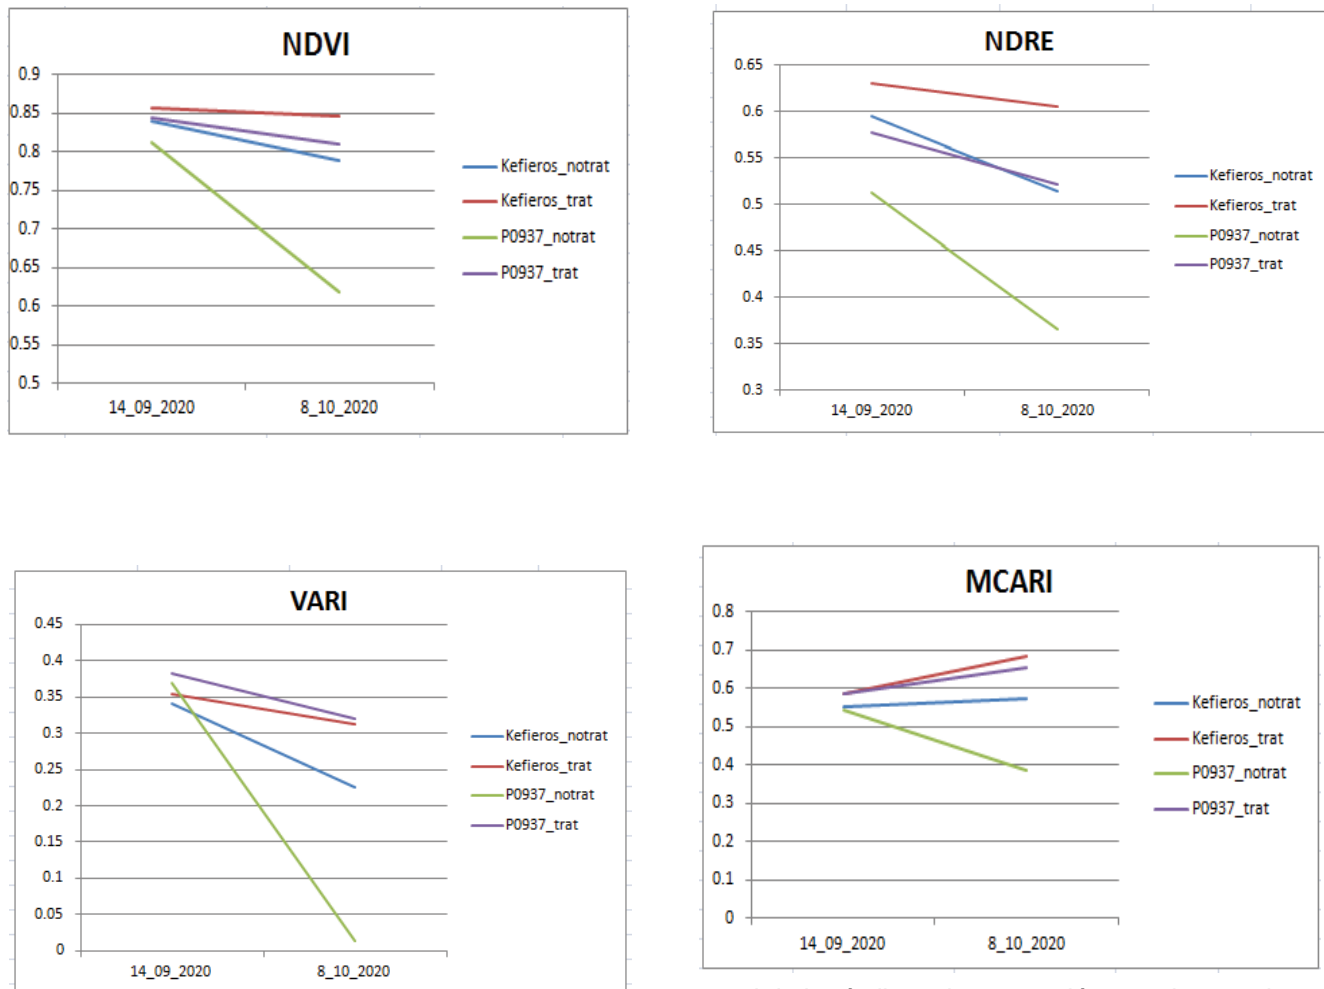 NDVI
0.9
0.85
0.8
0.75
0.7
0.65
0.6
0.55
0.5
14_09_2020
8_10_2020
Kefieros_notrat
Kefieros_trat
P0937_notrat
P0937_trat
NDRE
0.65
0.6
0.55
0.5
0.45
0.4
0.35
0.3
14_09_2020
8_10_2020
Kefieros_notrat
Kefieros_trat
P0937_notrat
P0937_trat
VARI
0.45
0.4
0.35
0.3
0.25
0.2
0.15
0.1
0.05
0
14_09_2020
8_10_2020
Kefieros_notrat
Kefieros_trat
P0937_notrat
P0937_trat
MCARI
0.8
0.7
0.6
0.5
0.4
0.3
0.2
0.1
0
14_09_2020
8_10_2020
Kefieros_notrat
Kefieros_trat
P0937_notrat
P0937_trat